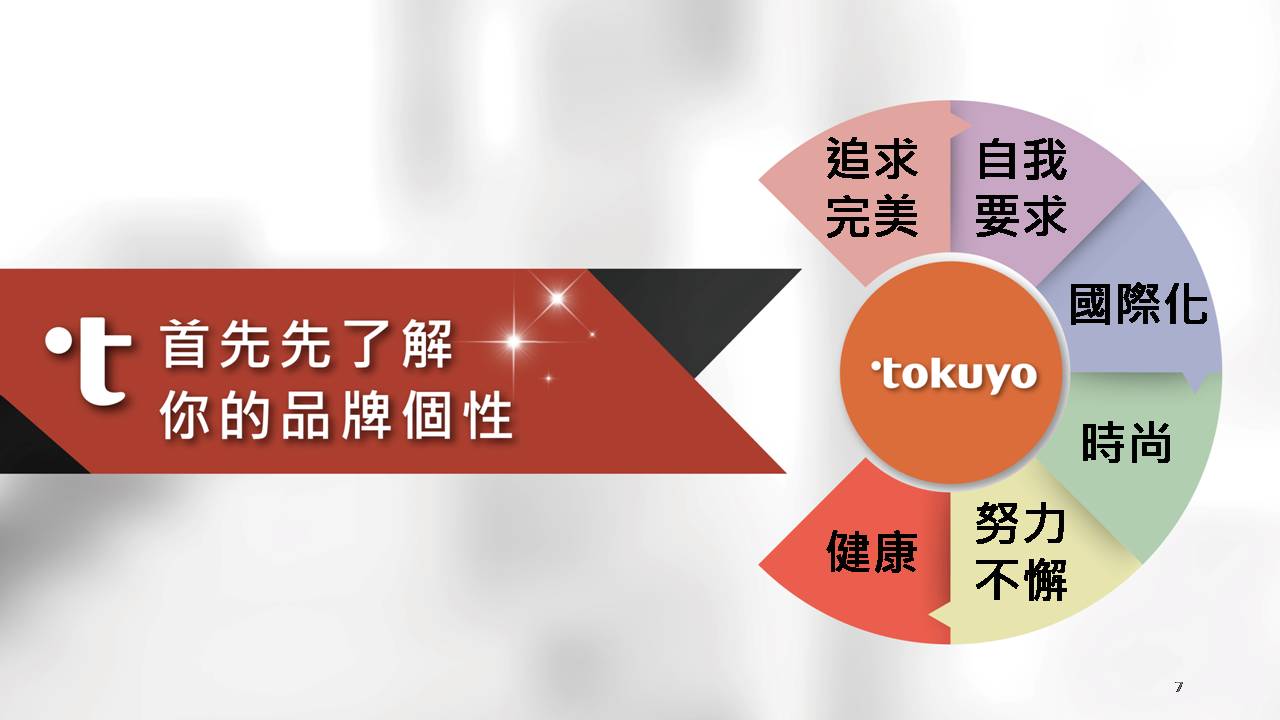 t
首先先了解
你的品牌個性
追求
完美
自我
要求
國際化
時尚
努力
不懈
健康
tokuyo
7